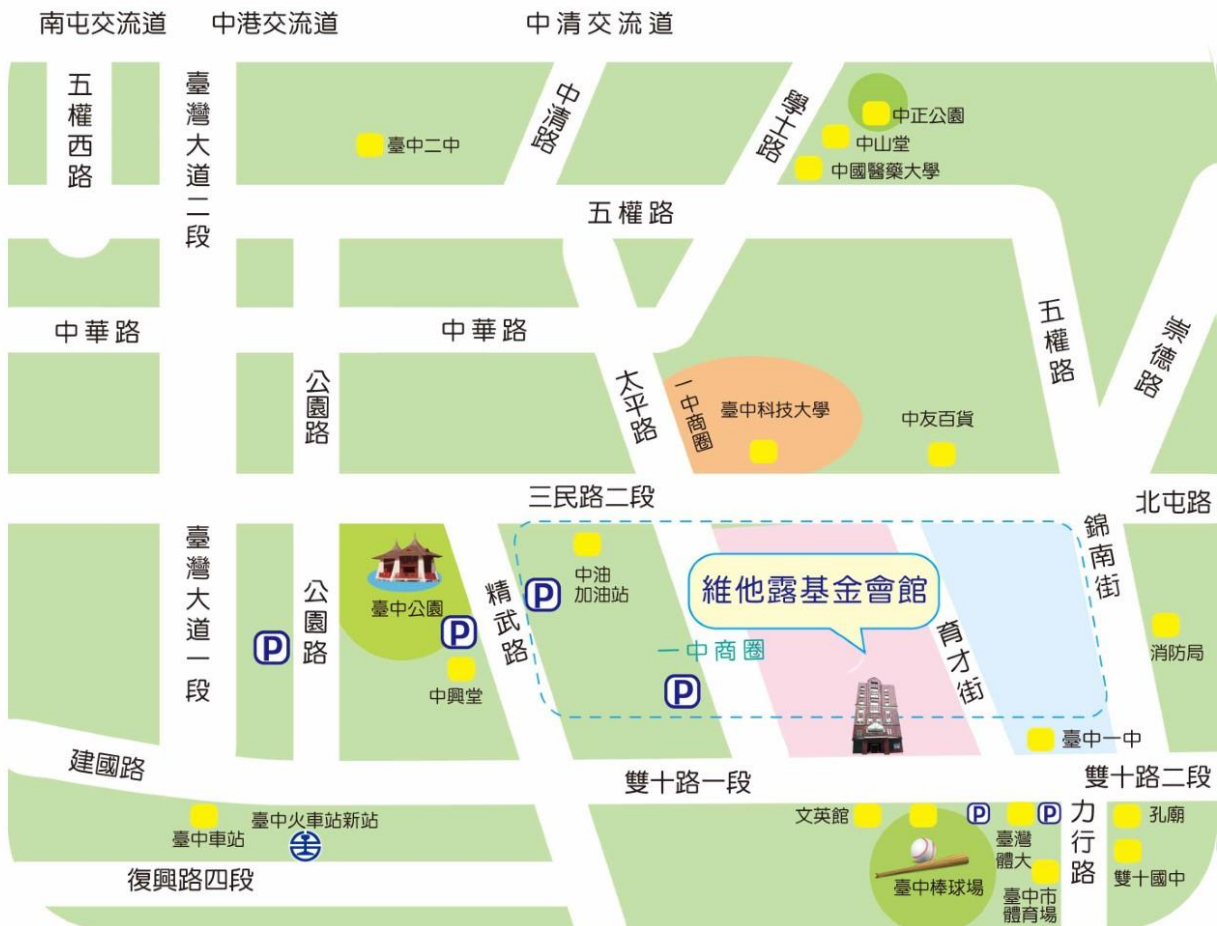 南屯交流道
中港交流道
中清交流道
五權西路
臺灣大道二段
中清路
學士路
中正公園
中山堂
中國醫藥大學
臺中二中
五權路
中華路
中華路
五權路
崇德路
公園路
太平路
一中商圈
臺中科技大學
中友百貨
三民路二段
北屯路
臺灣大道一段
公園路
臺中公園
P
P
中興堂
精武路
P
中油
加油站
一中商圈
P
維他露基金會館
育才街
錦南街
消防局
臺中一中
建國路
雙十路一段
雙十路二段
臺中車站
臺中火車站新站
復興路四段
文英館
臺中棒球場
P
臺灣
體大
P
臺中市
體育場
力行路
孔廟
雙十國中